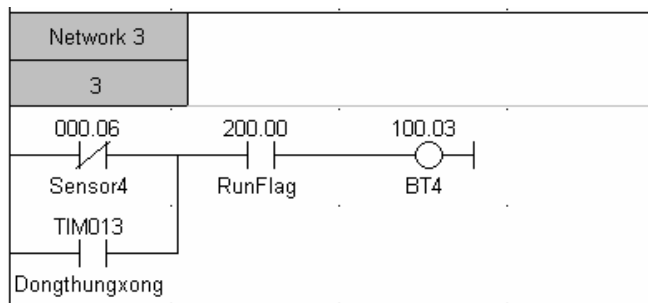 Network 3
3
000.06 200.00 100.03
Sensor4 RunFlag BT4
TIM013
Dongthungxong